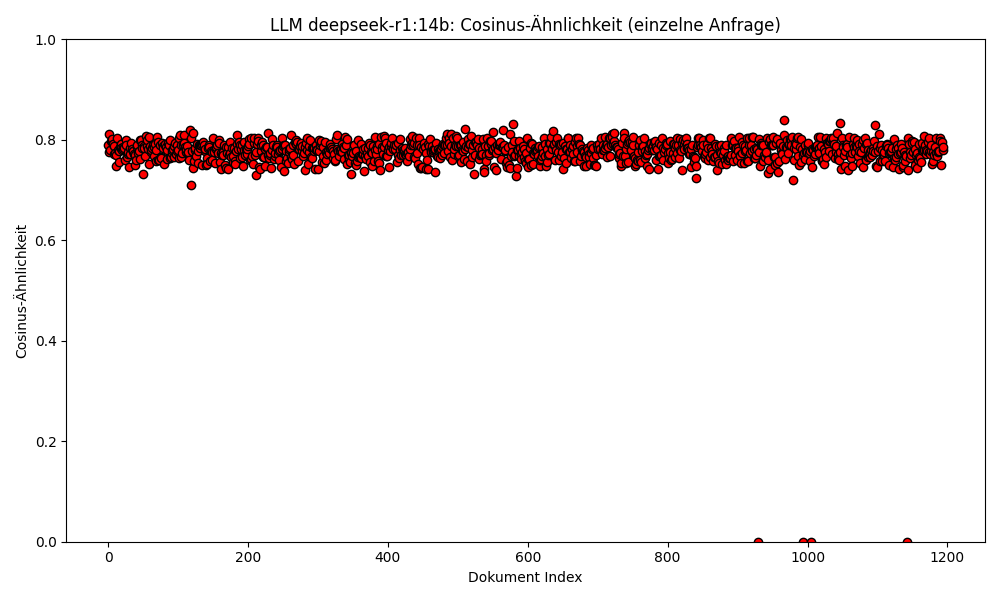 LLM deepseek-r1:14b: Cosinus-Ähnlichkeit (einzelne Anfrage)
1.0
0.8
0.6
0.4
0.2
0.0
Cosinus-Ähnlichkeit
0 200 400 600 800 1000 1200
Dokument Index